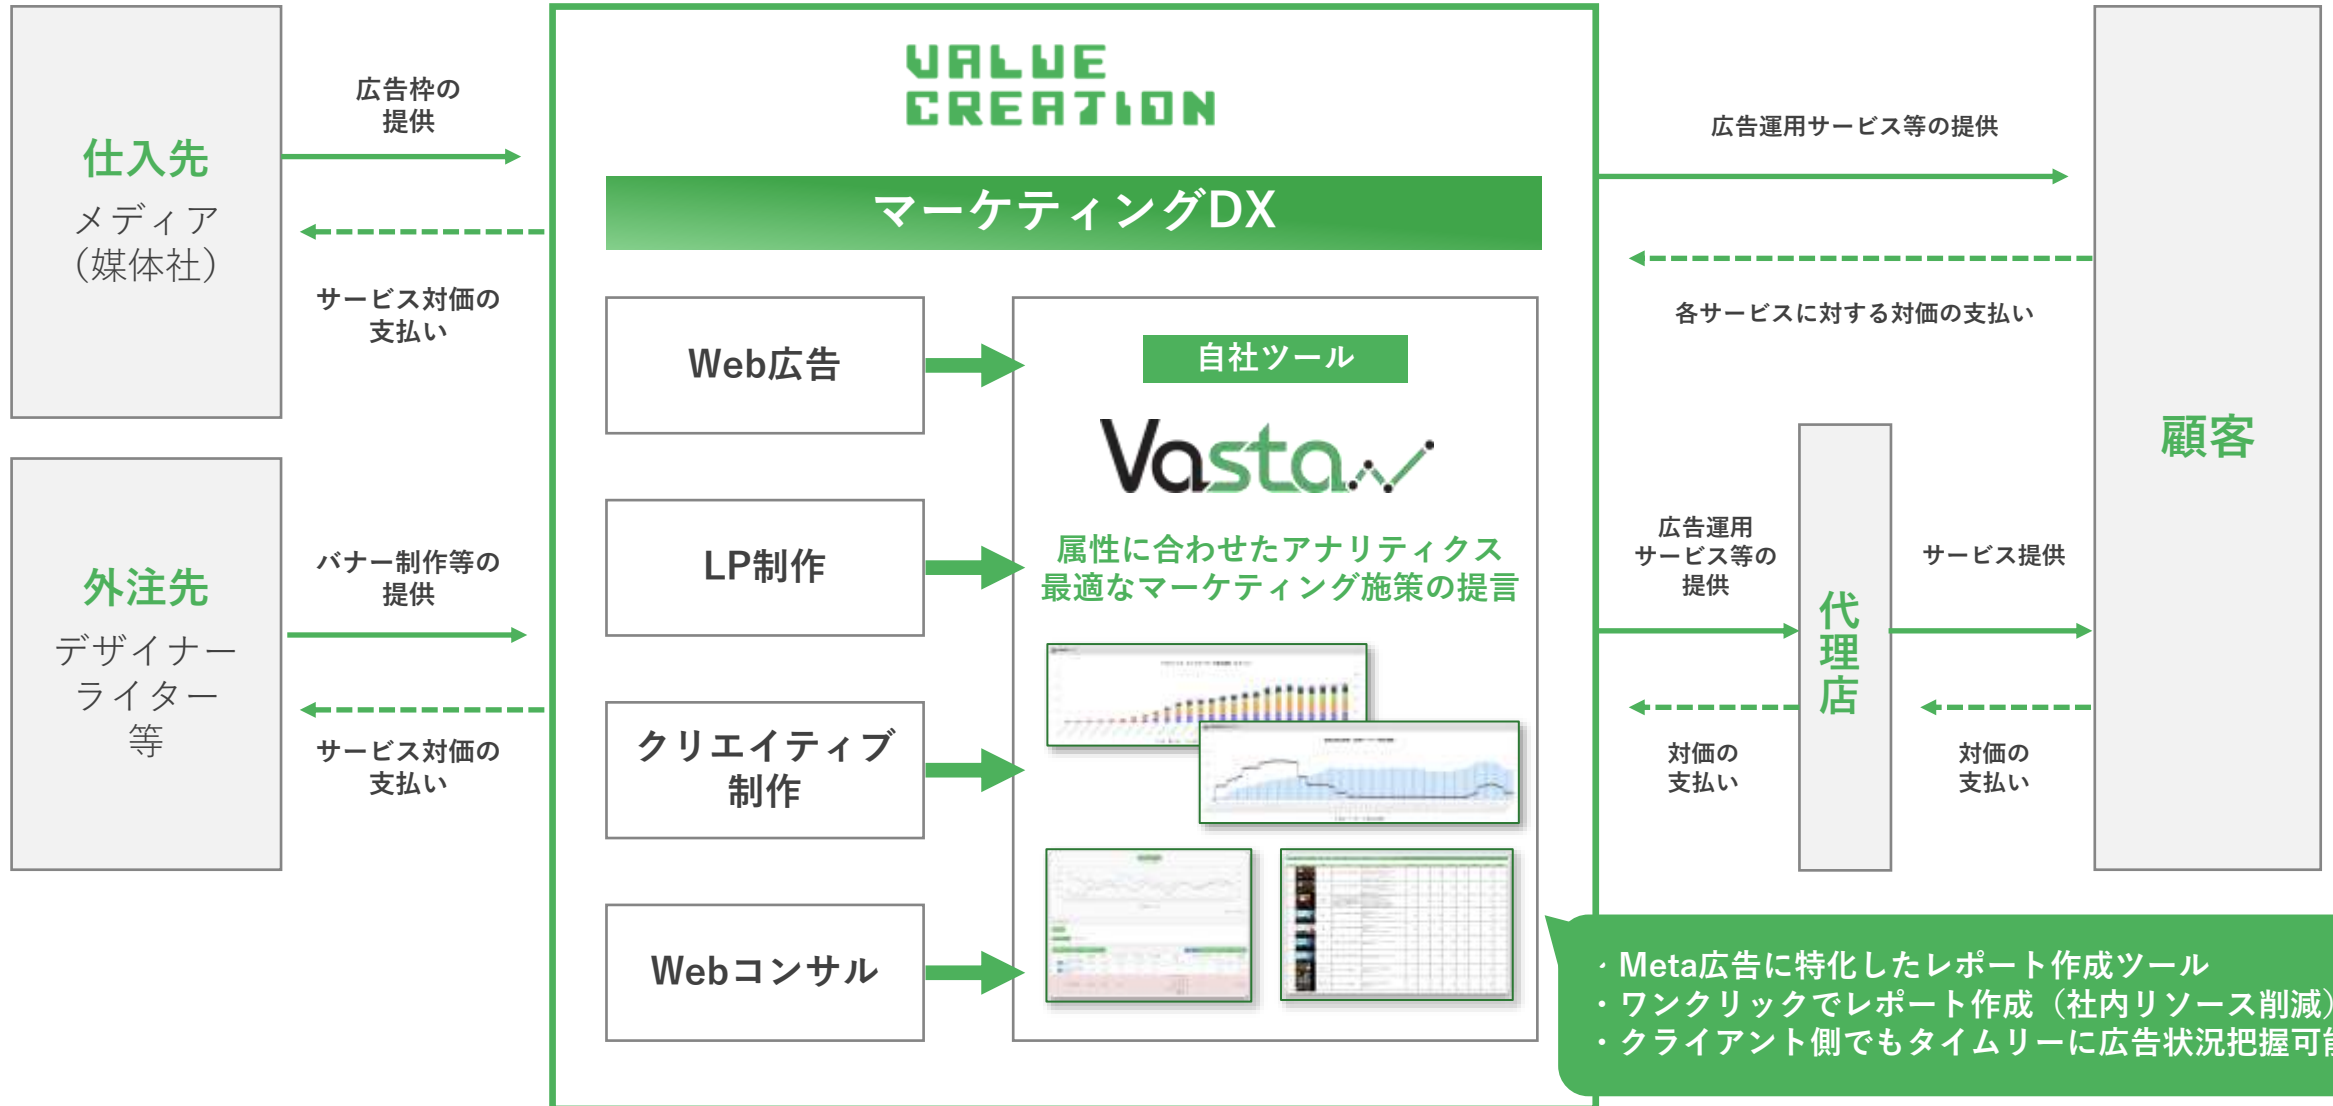 VALUE
CREATION
マーケティングDX
仕入先
メディア
（媒体社）
広告枠の
提供
サービス対価の
支払い
外注先
デザイナー
ライター
等
バナー制作等の
提供
サービス対価の
支払い
Web広告
LP制作
クリエイティブ
制作
Webコンサル
自社ツール
Vasta
属性に合わせたアナリティクス
最適なマーケティング施策の提言
広告運用サービス等の提供
各サービスに対する対価の支払い
広告運用
サービス等の
提供
対価の
支払い
代理店
サービス提供
対価の
支払い
顧客
・Meta広告に特化したレポート作成ツール
・ワンクリックでレポート作成（社内リソース削減）
・クライアント側でもタイムリーに広告状況把握可能